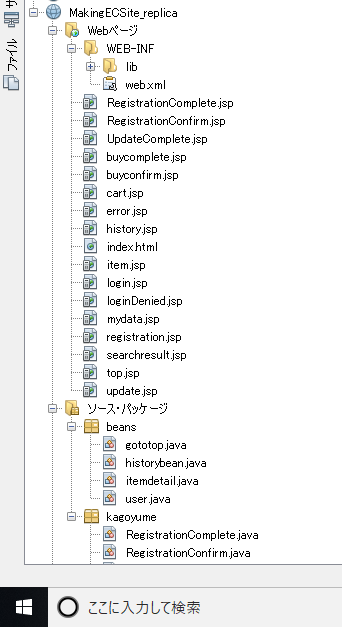 MakingECSite_replica
Webページ
WEB-INF
lib
web.xml
RegistrationComplete.jsp
RegistrationConfirm.jsp
UpdateComplete.jsp
buycomplete.jsp
buyconfirm.jsp
cart.jsp
error.jsp
history.jsp
index.html
item.jsp
login.jsp
loginDenied.jsp
mydata.jsp
registration.jsp
searchresult.jsp
top.jsp
update.jsp
ソース・パッケージ
beans
gototop.java
historybean.java
itemdetail.java
user.java
kagoyume
RegistrationComplete.java
RegistrationConfirm.java
ファイル
ここに入力して検索